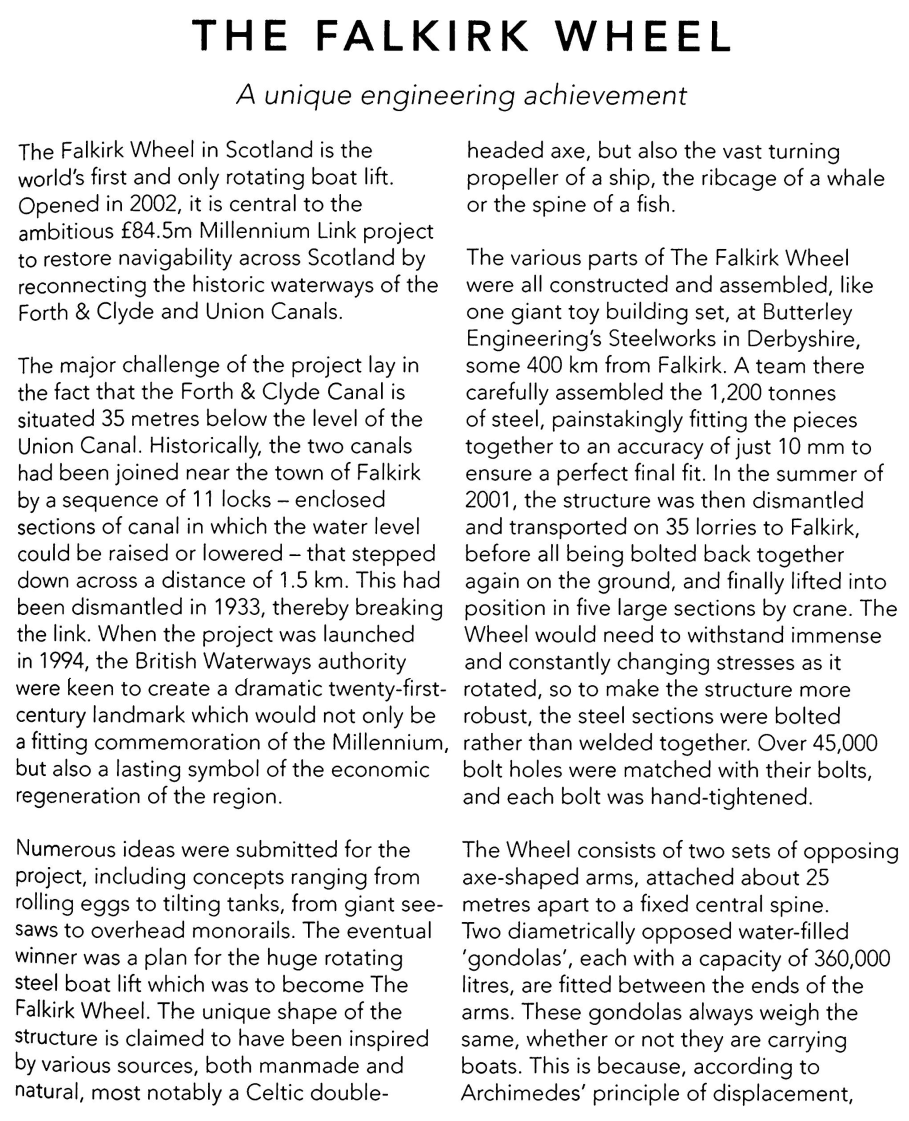 THE FALKIRK WHEEL
A unique engineering achievement
The Falkirk Wheel in Scotland is the
world's first and only rotating boat lift.
Opened in 2002, it is central to the
ambitious £84.5m Millennium Link project
to restore navigability across Scotland by
reconnecting the historic waterways of the
Forth & Clyde and Union Canals.
The major challenge of the project lay in
the fact that the Forth & Clyde Canal is
situated 35 metres below the level of the
Union Canal. Historically, the two canals
had been joined near the town of Falkirk
by a sequence of 11 locks – enclosed
sections of canal in which the water level
could be raised or lowered – that stepped
down across a distance of 1.5 km. This had
been dismantled in 1933, thereby breaking
the link. When the project was launched
in 1994, the British Waterways authority
were keen to create a dramatic twenty-first-
century landmark which would not only be
a fitting commemoration of the Millennium,
but also a lasting symbol of the economic
regeneration of the region.
Numerous ideas were submitted for the
project, including concepts ranging from
rolling eggs to tilting tanks, from giant see-
saws to overhead monorails. The eventual
winner was a plan for the huge rotating
steel boat lift which was to become The
Falkirk Wheel. The unique shape of the
structure is claimed to have been inspired
by various sources, both manmade and
natural, most notably a Celtic double-
headed axe, but also the vast turning
propeller of a ship, the ribcage of a whale
or the spine of a fish.
The various parts of The Falkirk Wheel
were all constructed and assembled, like
one giant toy building set, at Butterley
Engineering's Steelworks in Derbyshire,
some 400 km from Falkirk. A team there
carefully assembled the 1,200 tonnes
of steel, painstakingly fitting the pieces
together to an accuracy of just 10 mm to
ensure a perfect final fit. In the summer of
2001, the structure was then dismantled
and transported on 35 lorries to Falkirk,
before all being bolted back together
again on the ground, and finally lifted into
position in five large sections by crane. The
Wheel would need to withstand immense
and constantly changing stresses as it
rotated, so to make the structure more
robust, the steel sections were bolted
rather than welded together. Over 45,000
bolt holes were matched with their bolts,
and each bolt was hand-tightened.
The Wheel consists of two sets of opposing
axe-shaped arms, attached about 25
metres apart to a fixed central spine.
Two diametrically opposed water-filled
'gondolas', each with a capacity of 360,000
litres, are fitted between the ends of the
arms. These gondolas always weigh the
same, whether or not they are carrying
boats. This is because, according to
Archimedes' principle of displacement,